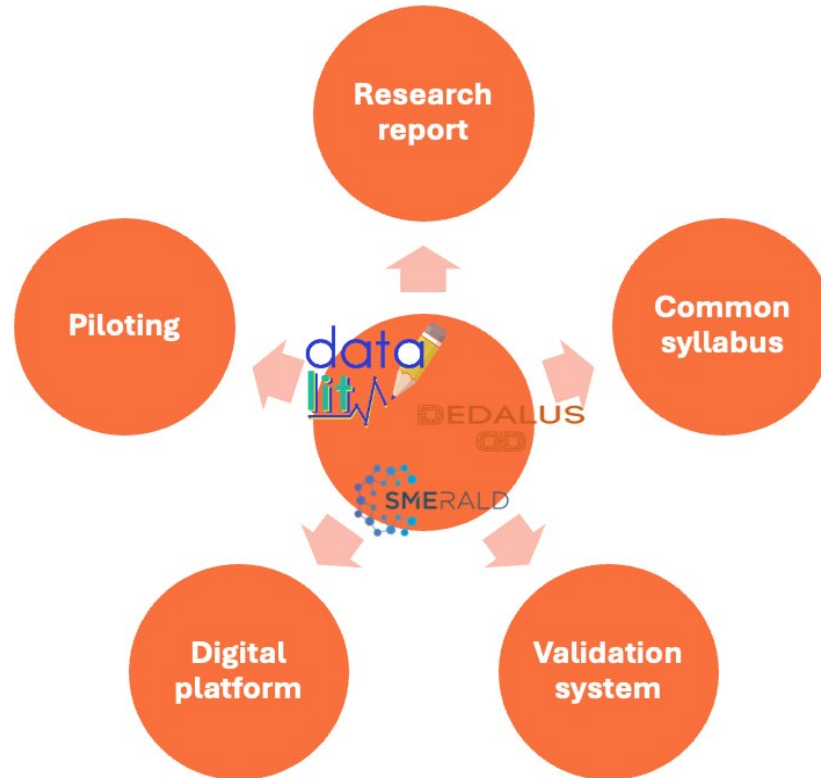 Research
report
Piloting
Common
syllabus
data
lit
DEDALUS
SMERALD
Digital
platform
Validation
system